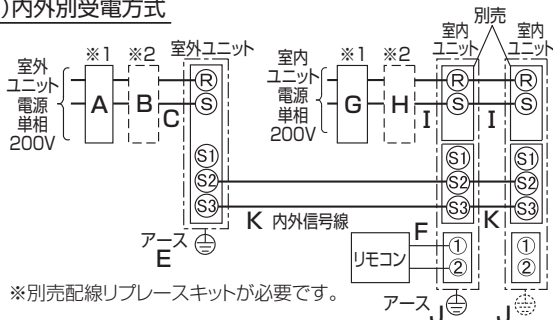 )内外別受電方式
室外
ユニット
電源
単相
200V
※1
※2
A
B
C
室外ユニット
R
S
S1
S2
S3
アース
E
室内
ユニット
電源
単相
200V
※1
※2
G
H
I
別売
室内
ユニット
室内
ユニット
R
S
S1
S2
S3
I
R
S
S1
S2
S3
K 内外信号線
K
F
リモコン
①
②
①
②
アース
J
J
※別売配線リプレースキットが必要です。